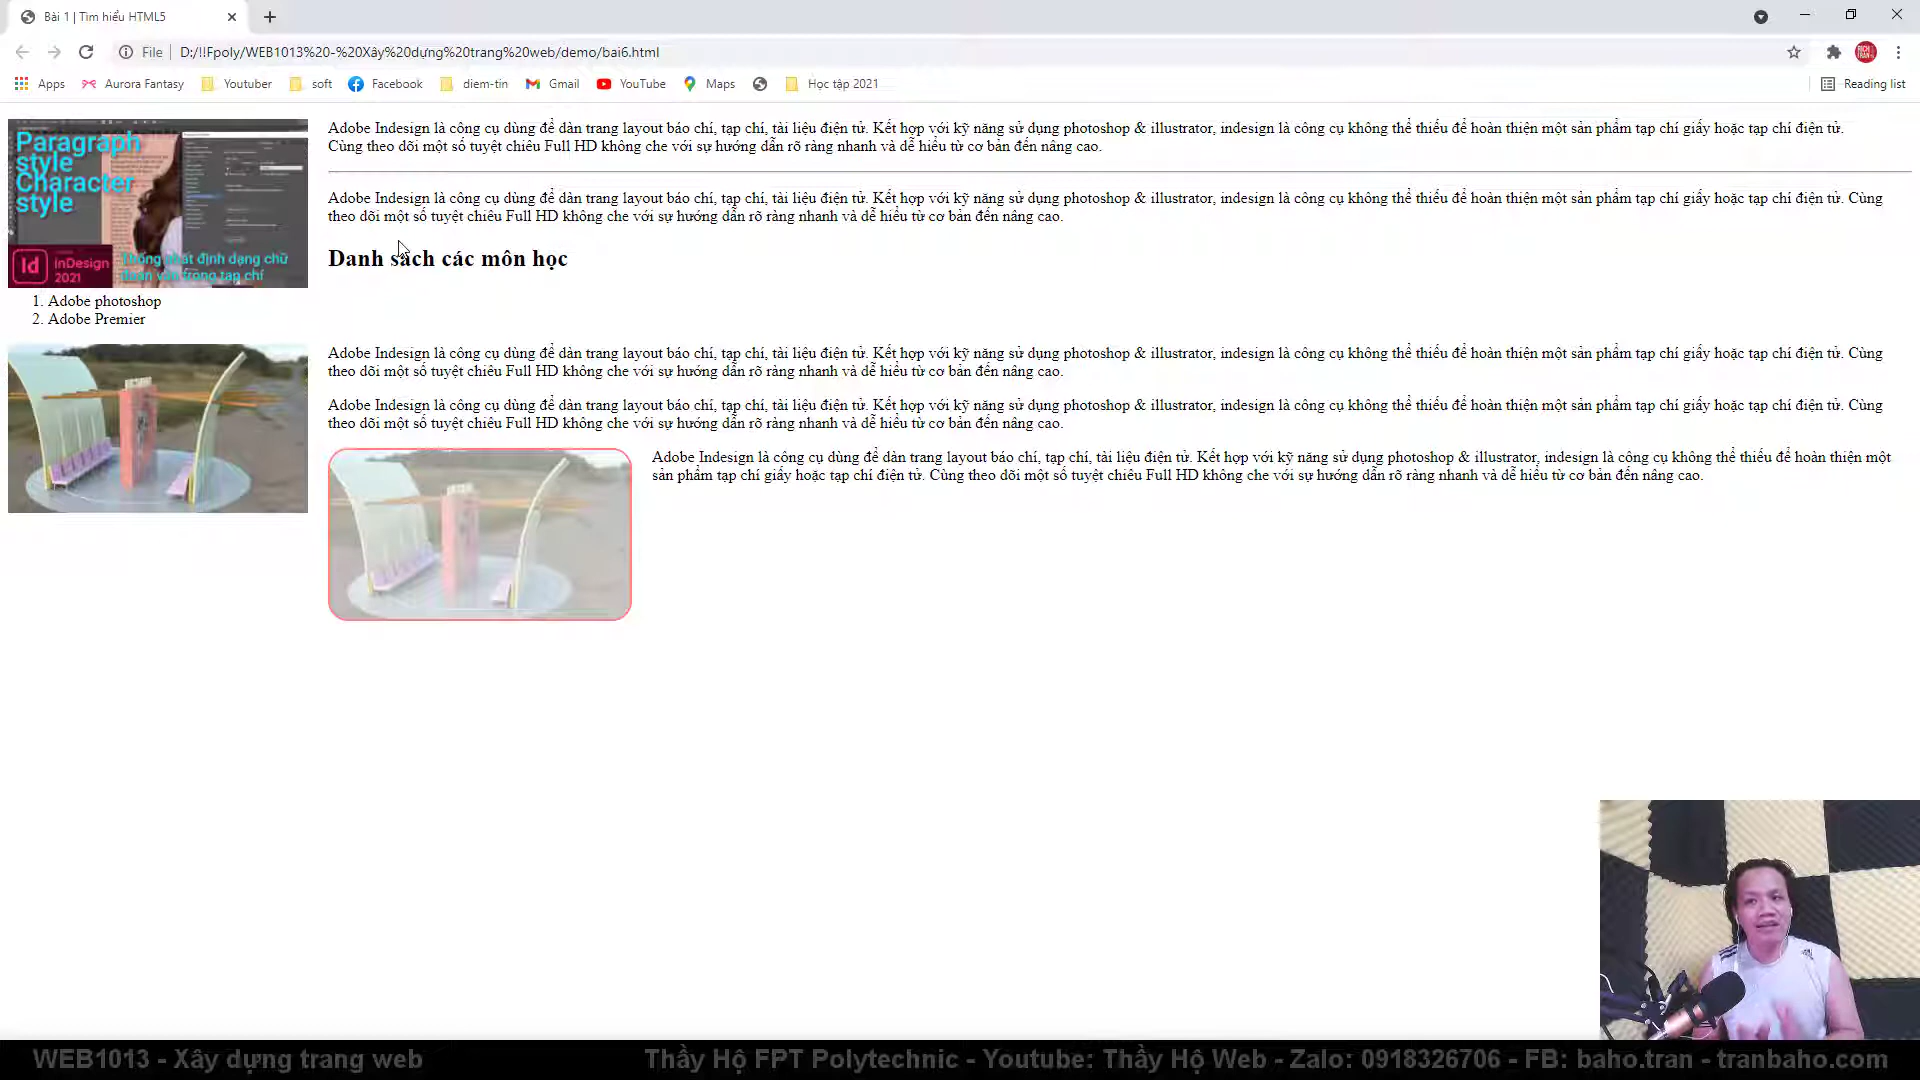 Bài 1 | Tìm hiểu HTML5
File
D:/!!Fpoly/WEB1013%20-%20Xây%20dựng%20trang%20web/demo/bai6.html
Apps
Aurora Fantasy
Youtuber
soft
Facebook
diem-tin
Gmail
YouTube
Maps
Học tập 2021
Reading list
Paragraph
style
Character
style
Id
InDesign
2021
Thống nhất định dạng chữ
đoạn văn trong tạp chí
Adobe Indesign là công cụ dùng để dàn trang layout báo chí, tạp chí, tài liệu điện tử. Kết hợp với kỹ năng sử dụng photoshop & illustrator, indesign là công cụ không thể thiếu để hoàn thiện một sản phẩm tạp chí giấy hoặc tạp chí điện tử.
Cùng theo dõi một số tuyệt chiêu Full HD không che với sự hướng dẫn rõ ràng nhanh và dễ hiểu từ cơ bản đến nâng cao.
Adobe Indesign là công cụ dùng để dàn trang layout báo chí, tạp chí, tài liệu điện tử. Kết hợp với kỹ năng sử dụng photoshop & illustrator, indesign là công cụ không thể thiếu để hoàn thiện một sản phẩm tạp chí giấy hoặc tạp chí điện tử. Cùng
theo dõi một số tuyệt chiêu Full HD không che với sự hướng dẫn rõ ràng nhanh và dễ hiểu từ cơ bản đến nâng cao.
Danh sách các môn học
1. Adobe photoshop
2. Adobe Premier
Adobe Indesign là công cụ dùng để dàn trang layout báo chí, tạp chí, tài liệu điện tử. Kết hợp với kỹ năng sử dụng photoshop & illustrator, indesign là công cụ không thể thiếu để hoàn thiện một sản phẩm tạp chí giấy hoặc tạp chí điện tử. Cùng
theo dõi một số tuyệt chiêu Full HD không che với sự hướng dẫn rõ ràng nhanh và dễ hiểu từ cơ bản đến nâng cao.
Adobe Indesign là công cụ dùng để dàn trang layout báo chí, tạp chí, tài liệu điện tử. Kết hợp với kỹ năng sử dụng photoshop & illustrator, indesign là công cụ không thể thiếu để hoàn thiện một sản phẩm tạp chí giấy hoặc tạp chí điện tử. Cùng
theo dõi một số tuyệt chiêu Full HD không che với sự hướng dẫn rõ ràng nhanh và dễ hiểu từ cơ bản đến nâng cao.
Adobe Indesign là công cụ dùng để dàn trang layout báo chí, tạp chí, tài liệu điện tử. Kết hợp với kỹ năng sử dụng photoshop & illustrator, indesign là công cụ không thể thiếu để hoàn thiện một
sản phẩm tạp chí giấy hoặc tạp chí điện tử. Cùng theo dõi một số tuyệt chiêu Full HD không che với sự hướng dẫn rõ ràng nhanh và dễ hiểu từ cơ bản đến nâng cao.
WEB1013 - Xây dựng trang web
Thầy Hộ FPT Polytechnic - Youtube: Thầy Hộ Web - Zalo: 0918326706 - FB: baho.tran - tranbaho.com